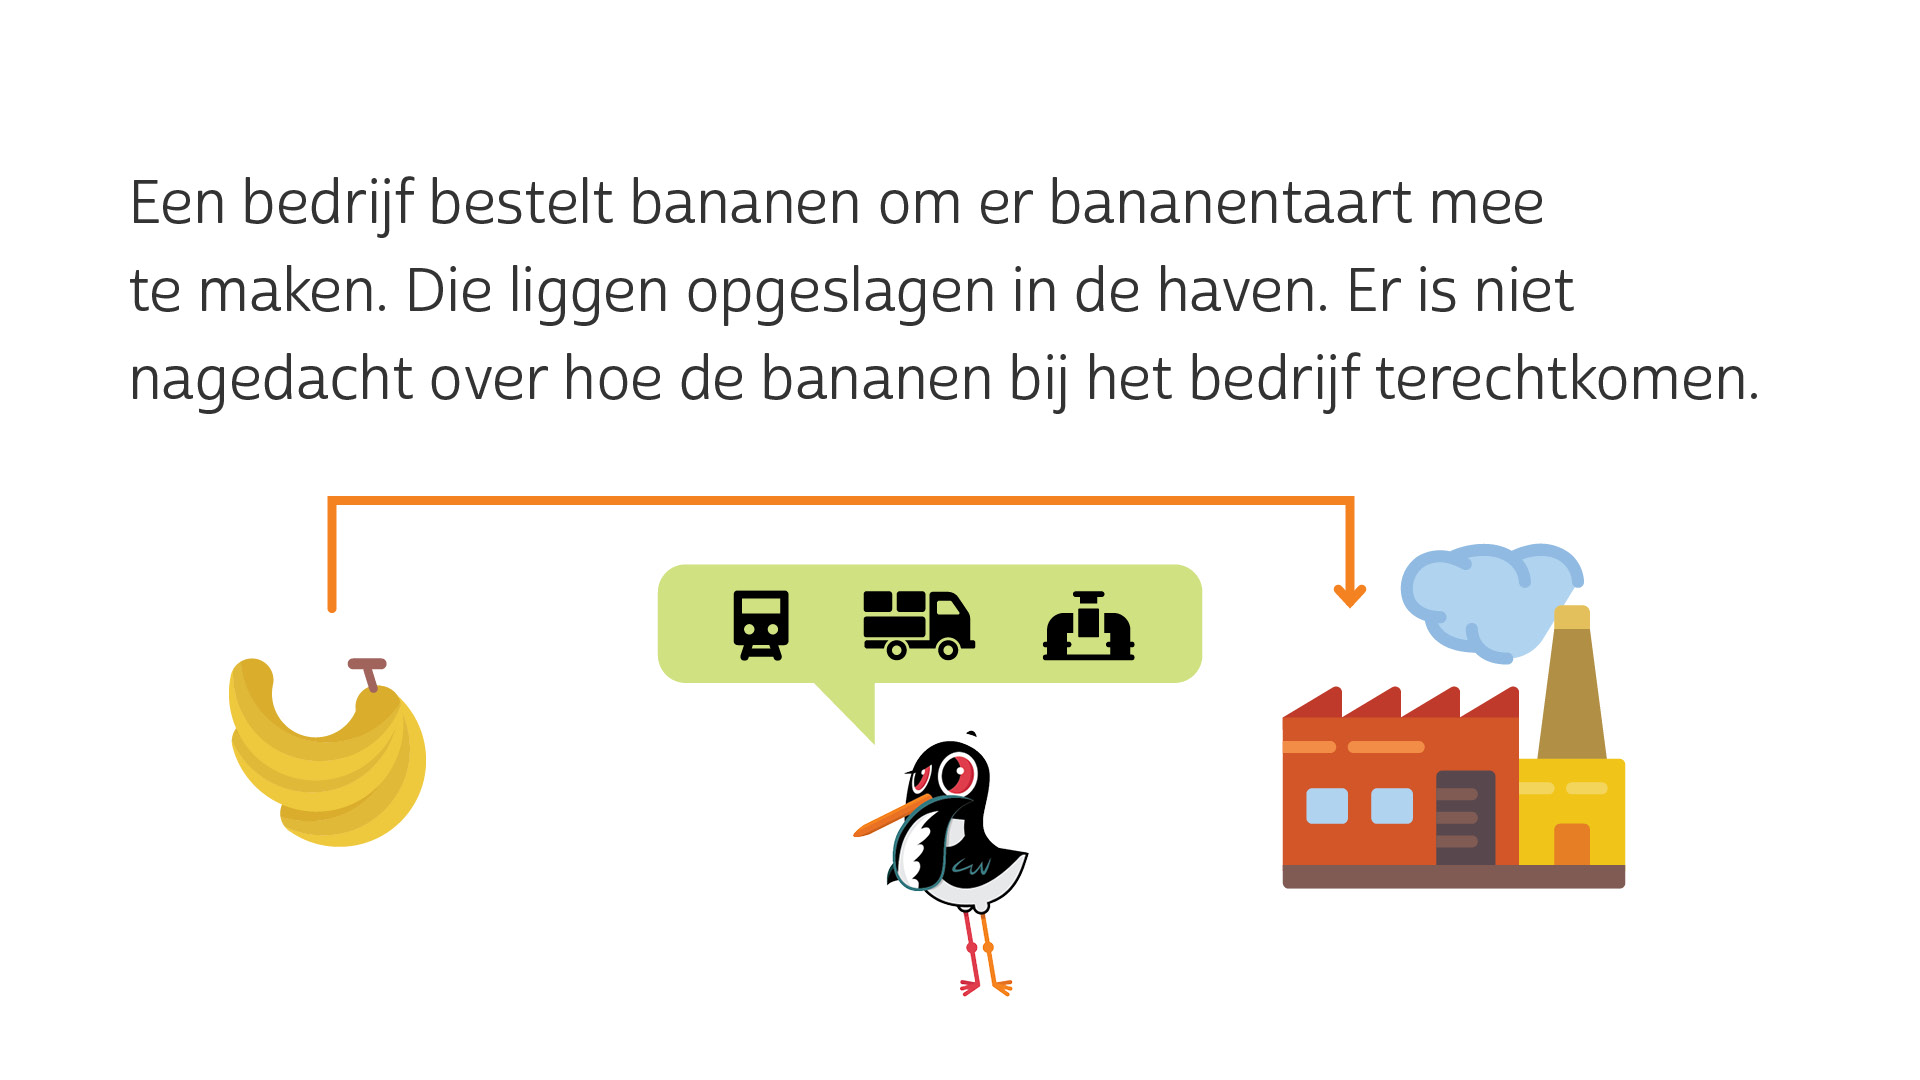 Een bedrijf bestelt bananen om er bananentaart mee
te maken. Die liggen opgeslagen in de haven. Er is niet
nagedacht over hoe de bananen bij het bedrijf terechtkomen.